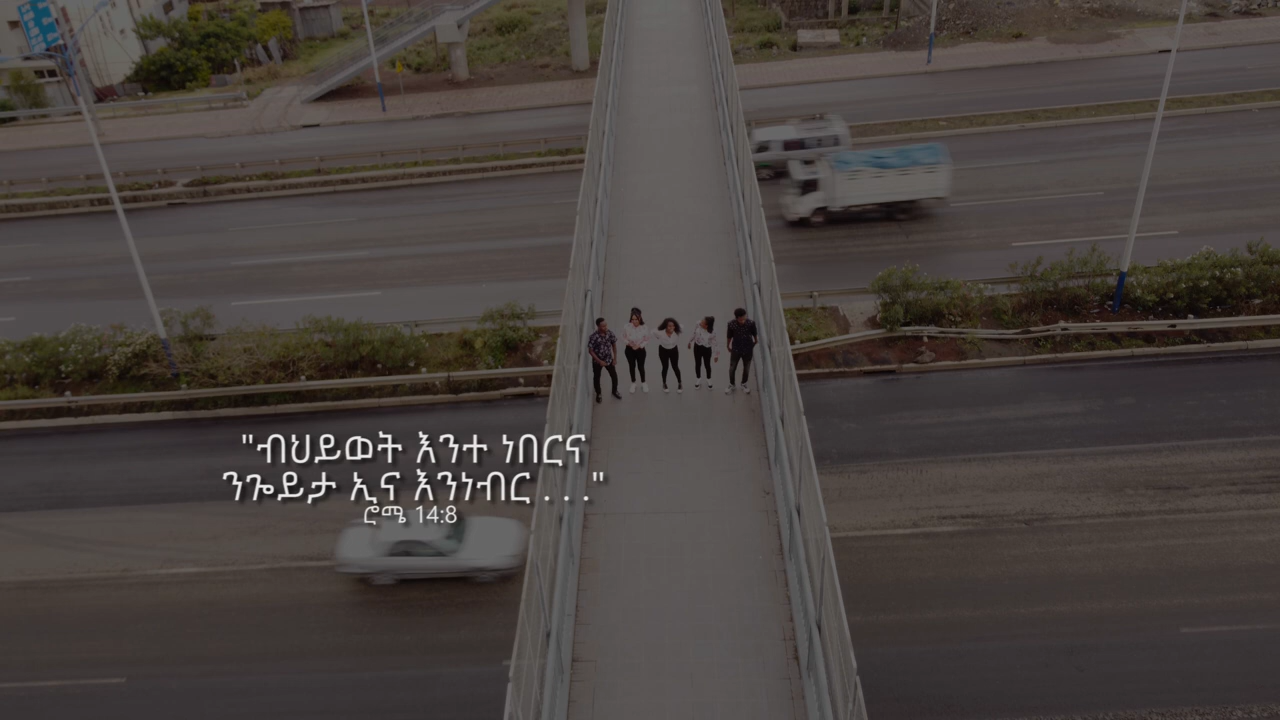 "ብህይወት እንተ ነበርና
ንጐይታ ኢና እንነብር . . ."
ሮሜ 14:8